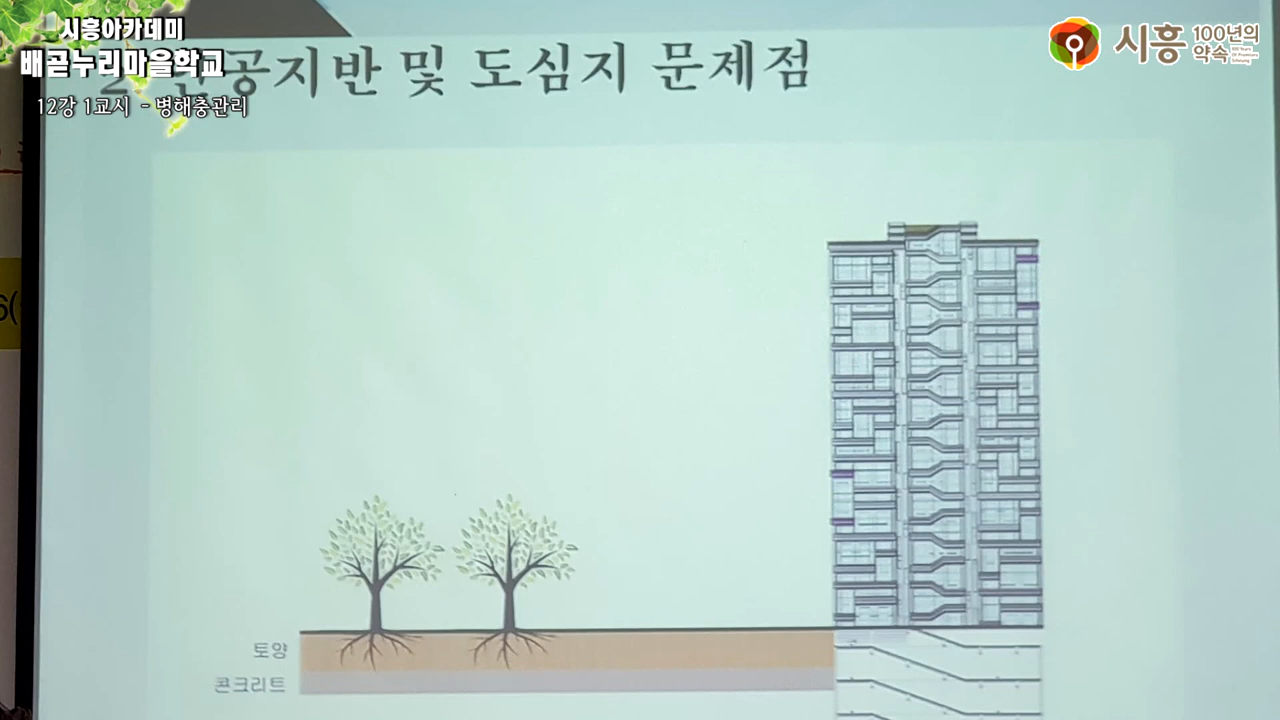 시흥아카데미
배곧누리마을학교
12강 1교시 - 병해충관리
시흥 100년의 약속
공지반 및 도심지 문제점
6(
토양
콘크리트